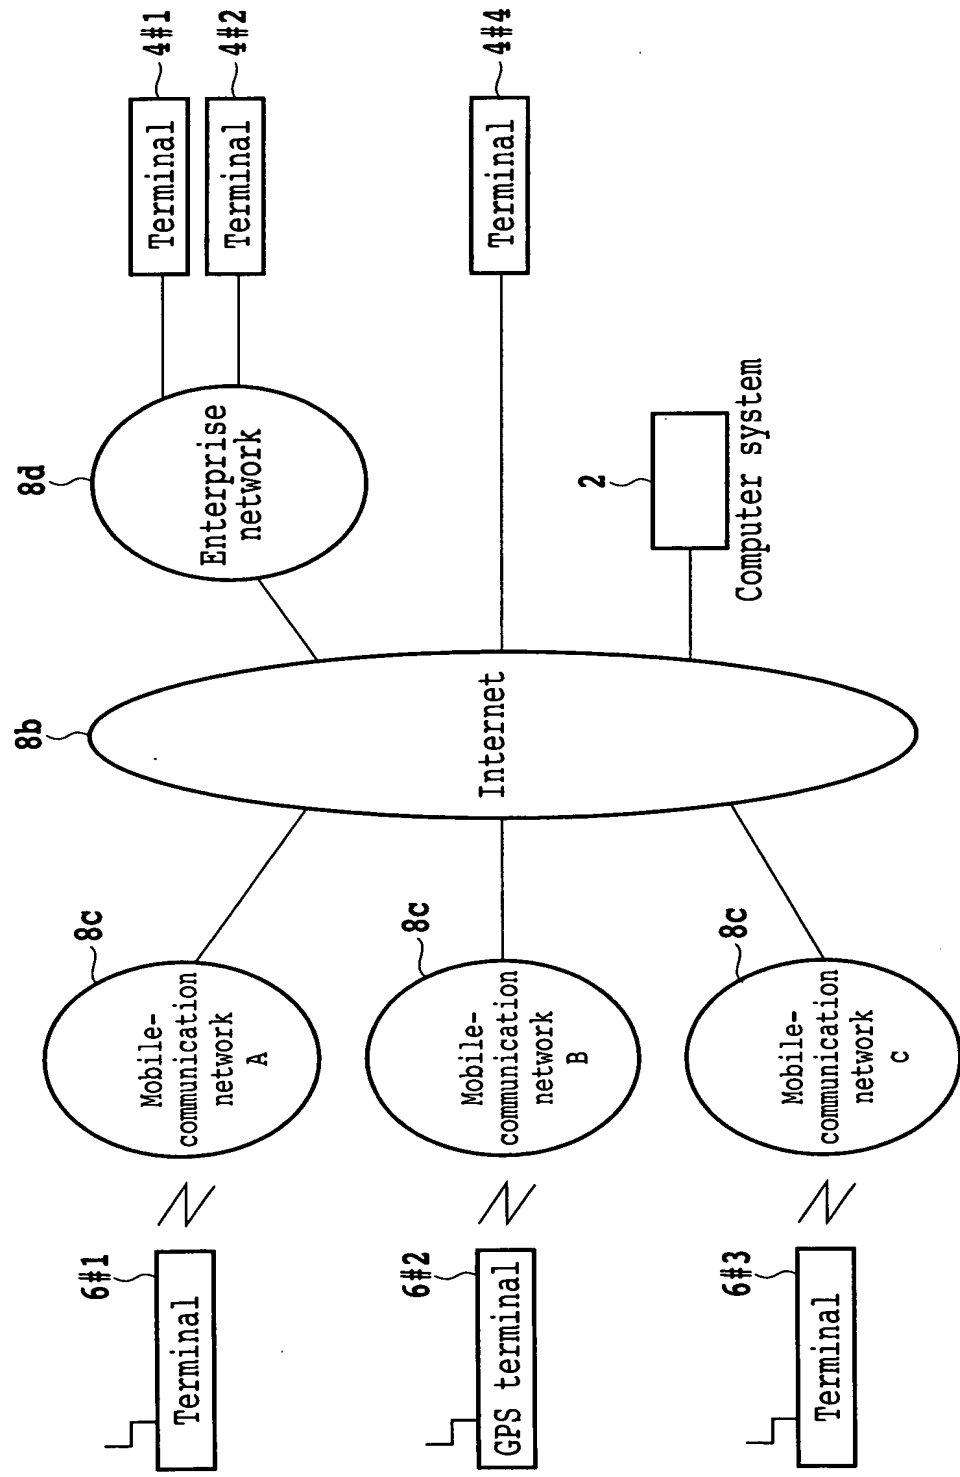 6#1
Terminal
6#2
GPS terminal
6#3
Terminal
8c
Mobile-
communication
network
A
8c
Mobile-
communication
network
B
8c
Mobile-
communication
network
C
8b
Internet
8d
Enterprise
network
2
Computer system
4#1
Terminal
4#2
Terminal
4#4
Terminal